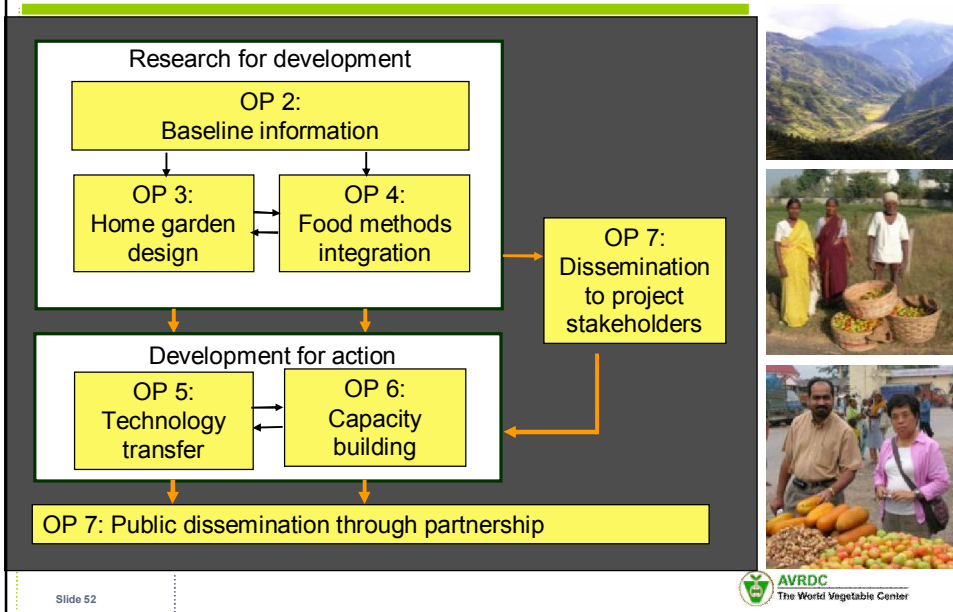 Research for development
OP 2:
Baseline information
OP 3:
Home garden
design
OP 4:
Food methods
integration
OP 7:
Dissemination
to project
stakeholders
Development for action
OP 5:
Technology
transfer
OP 6:
Capacity
building
OP 7: Public dissemination through partnership
Slide 52
AVRDC
The World Vegetable Center